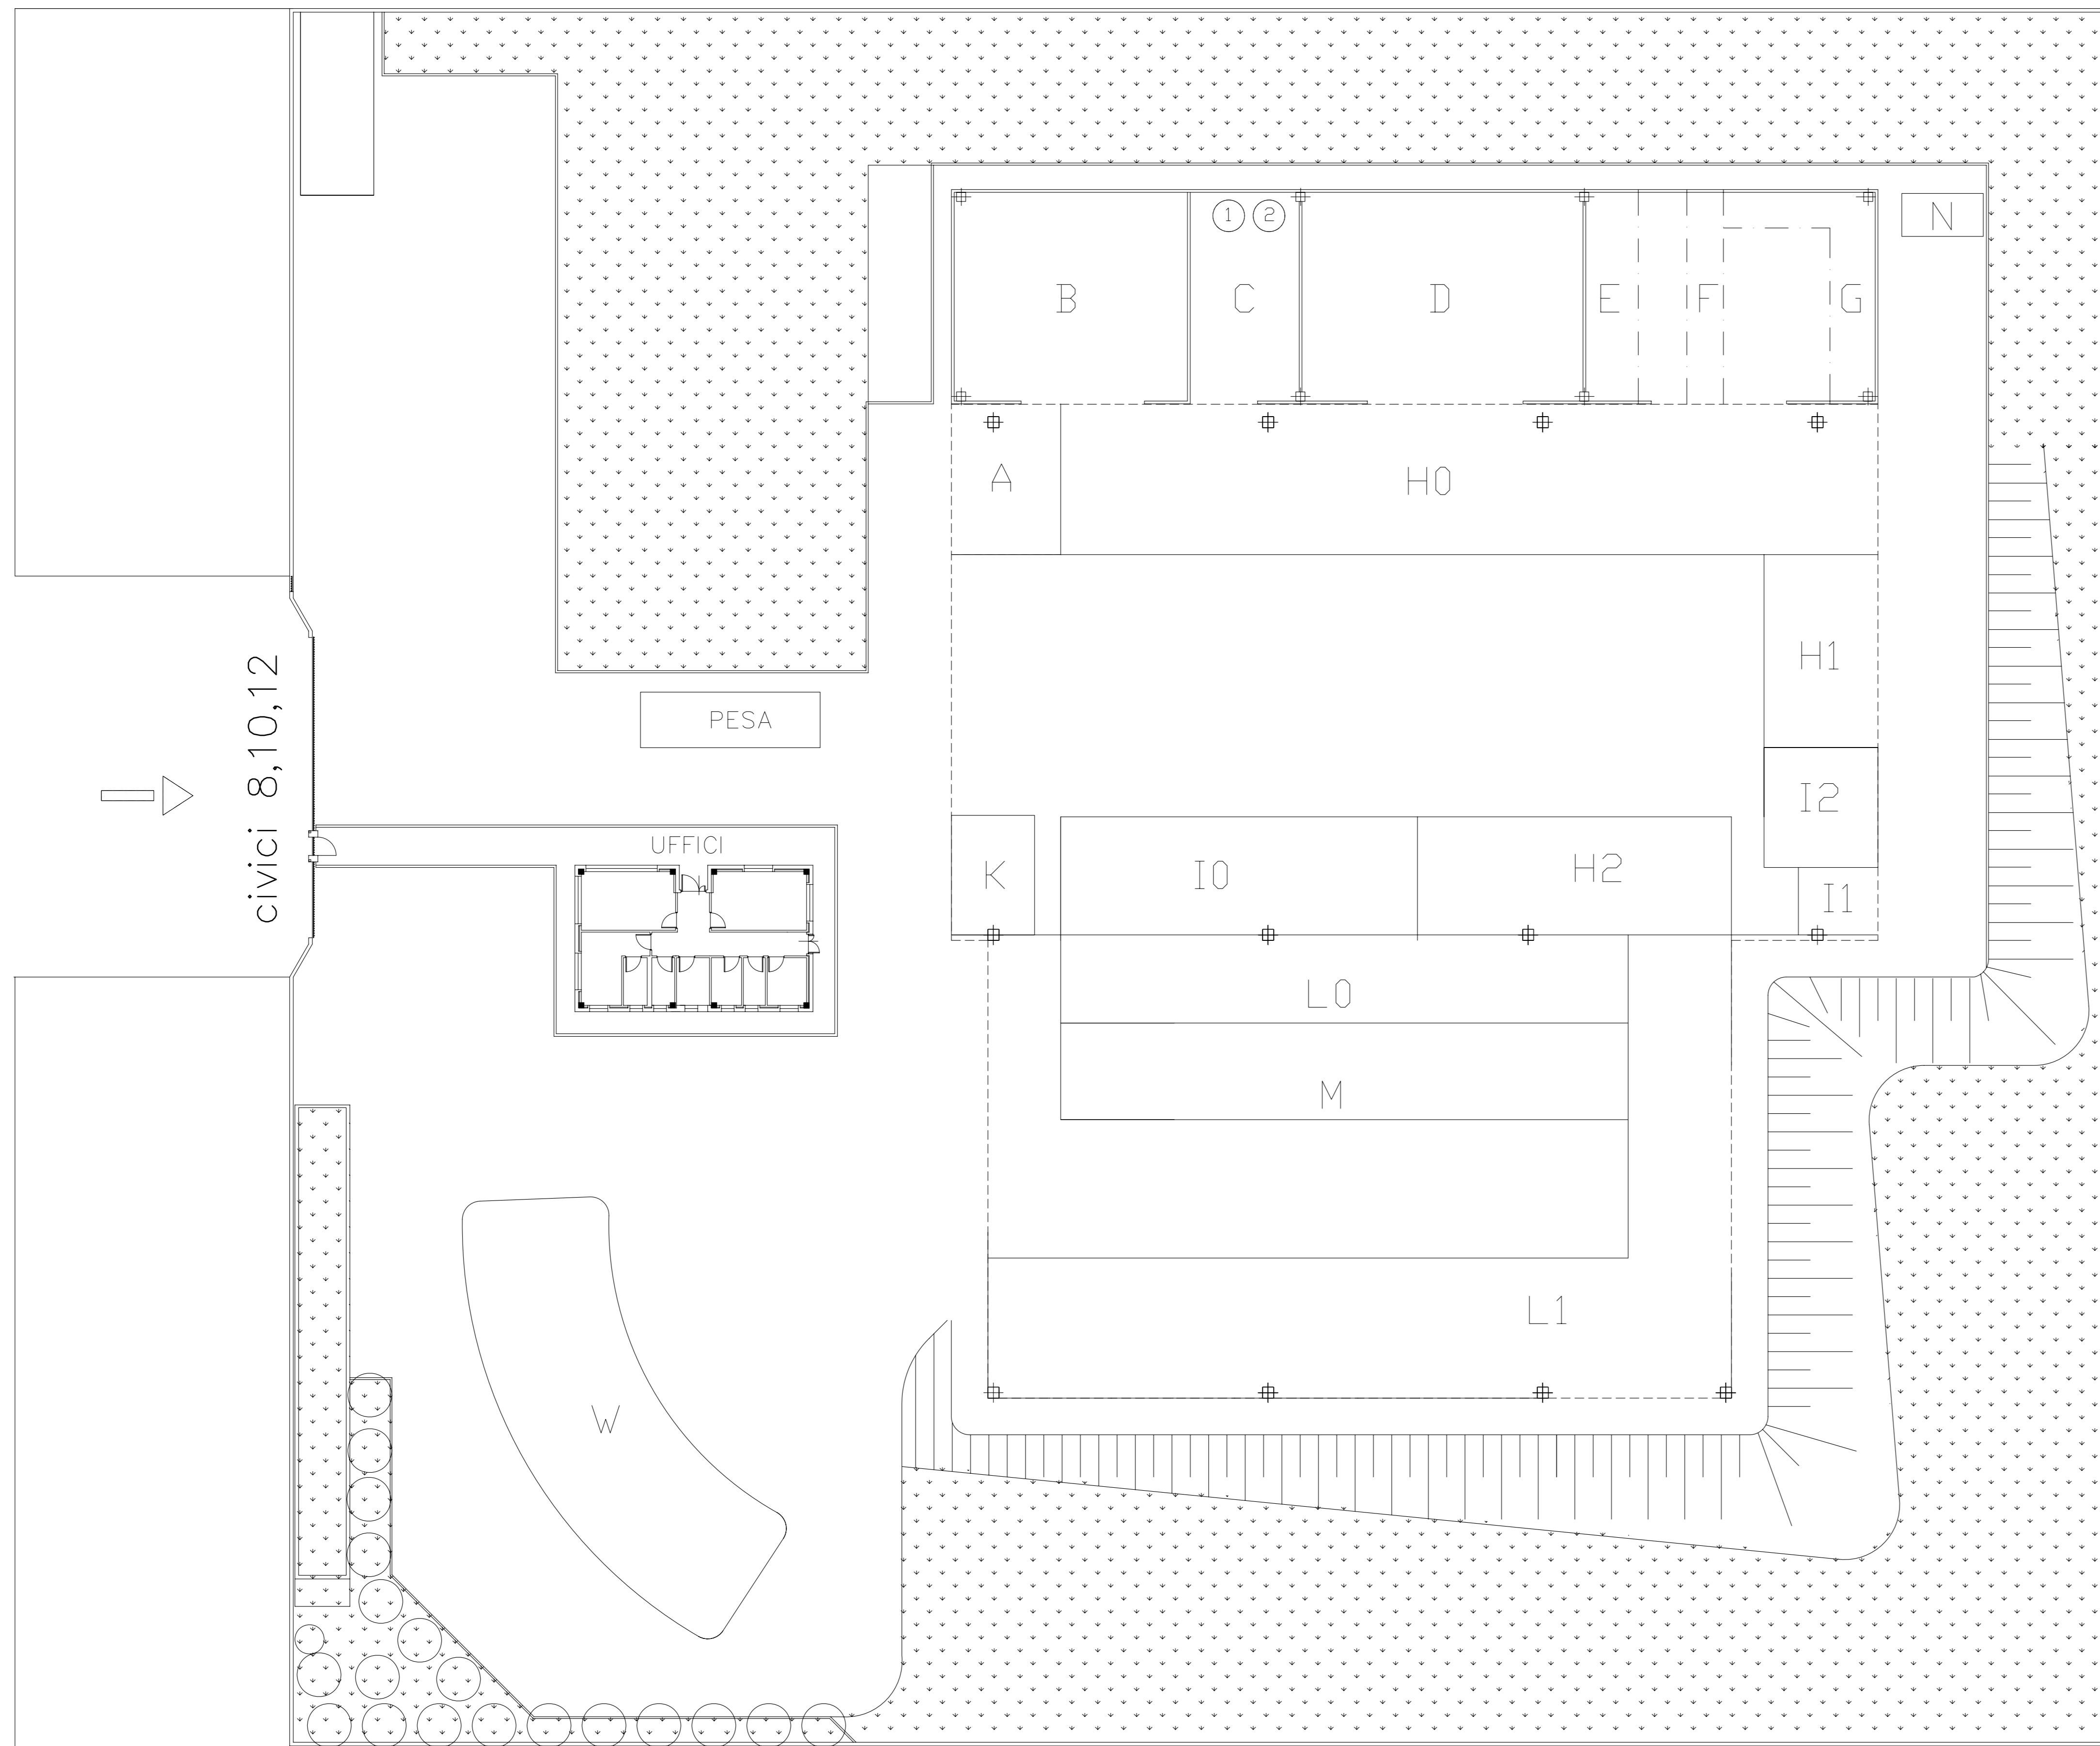 1 2
N
B C D E F G
A
H0
civici 8,10,12
H1
PESA
I2
UFFICI
K I0 H2
I1
L0
M
L1
W